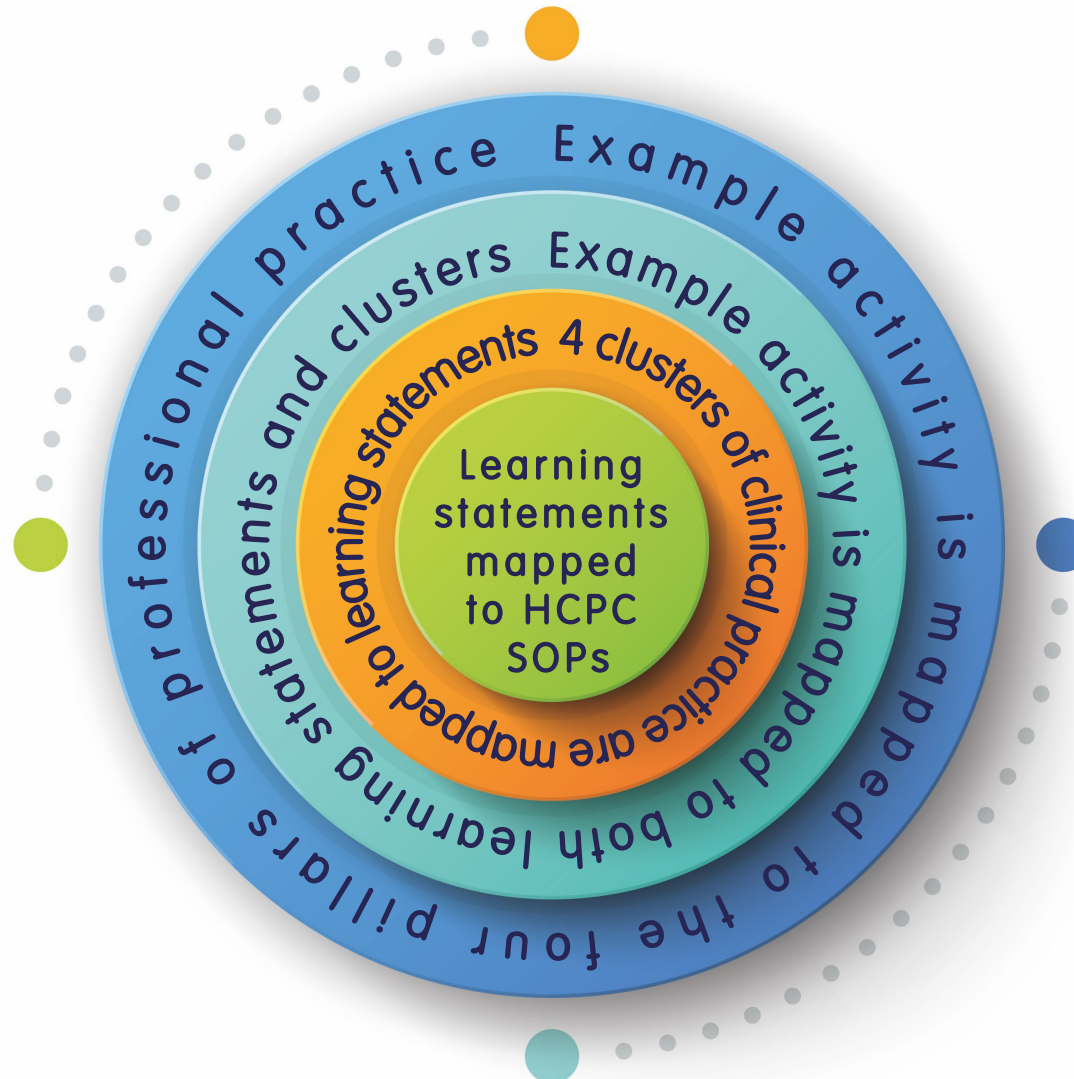 Example activity is mapped to the four pillars of professional practice
Example activity is mapped to both learning statements and clusters
4 clusters of clinical practice are mapped to learning statements
Learning
statements
mapped
to HCPC
SOPs